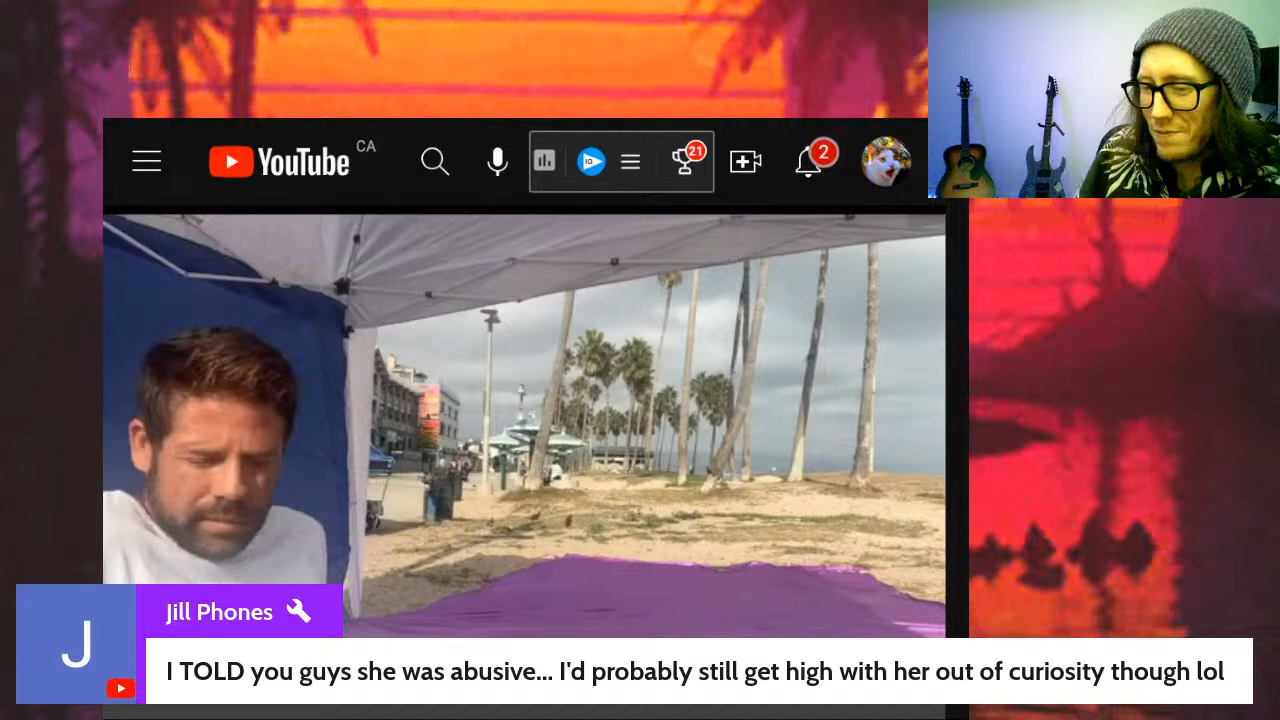 YouTube CA
IQ
21
2
J
Jill Phones
I TOLD you guys she was abusive... I'd probably still get high with her out of curiosity though lol